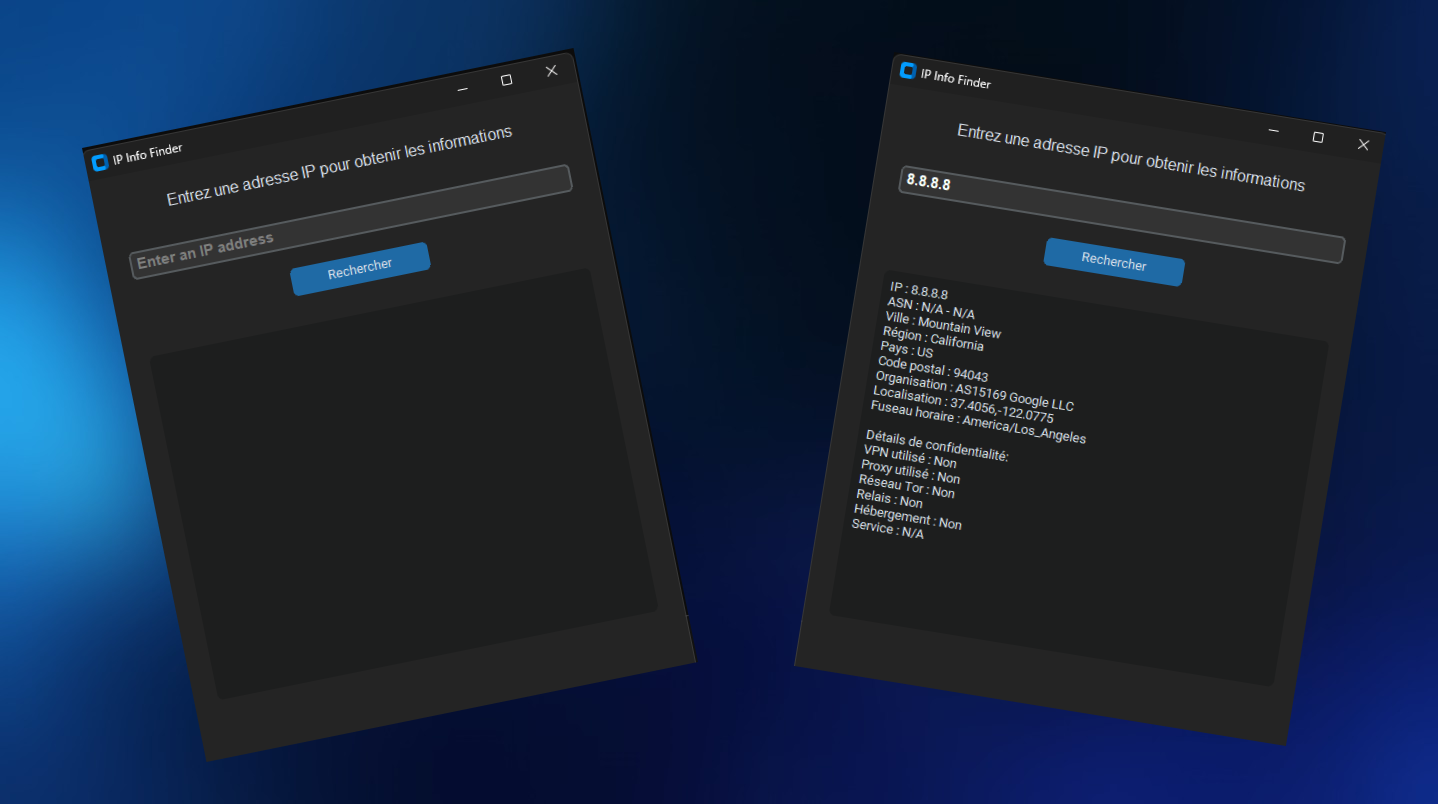 IP Info Finder
Entrez une adresse IP pour obtenir les informations
Enter an IP address
Rechercher
IP Info Finder
Entrez une adresse IP pour obtenir les informations
8.8.8.8
Rechercher
IP : 8.8.8.8
ASN : N/A - N/A
Ville : Mountain View
Région : California
Pays : US
Code postal : 94043
Organisation : AS15169 Google LLC
Localisation : 37.4056,-122.0775
Fuseau horaire : America/Los_Angeles
Détails de confidentialité:
VPN utilisé : Non
Proxy utilisé : Non
Réseau Tor : Non
Relais : Non
Hébergement : Non
Service : N/A